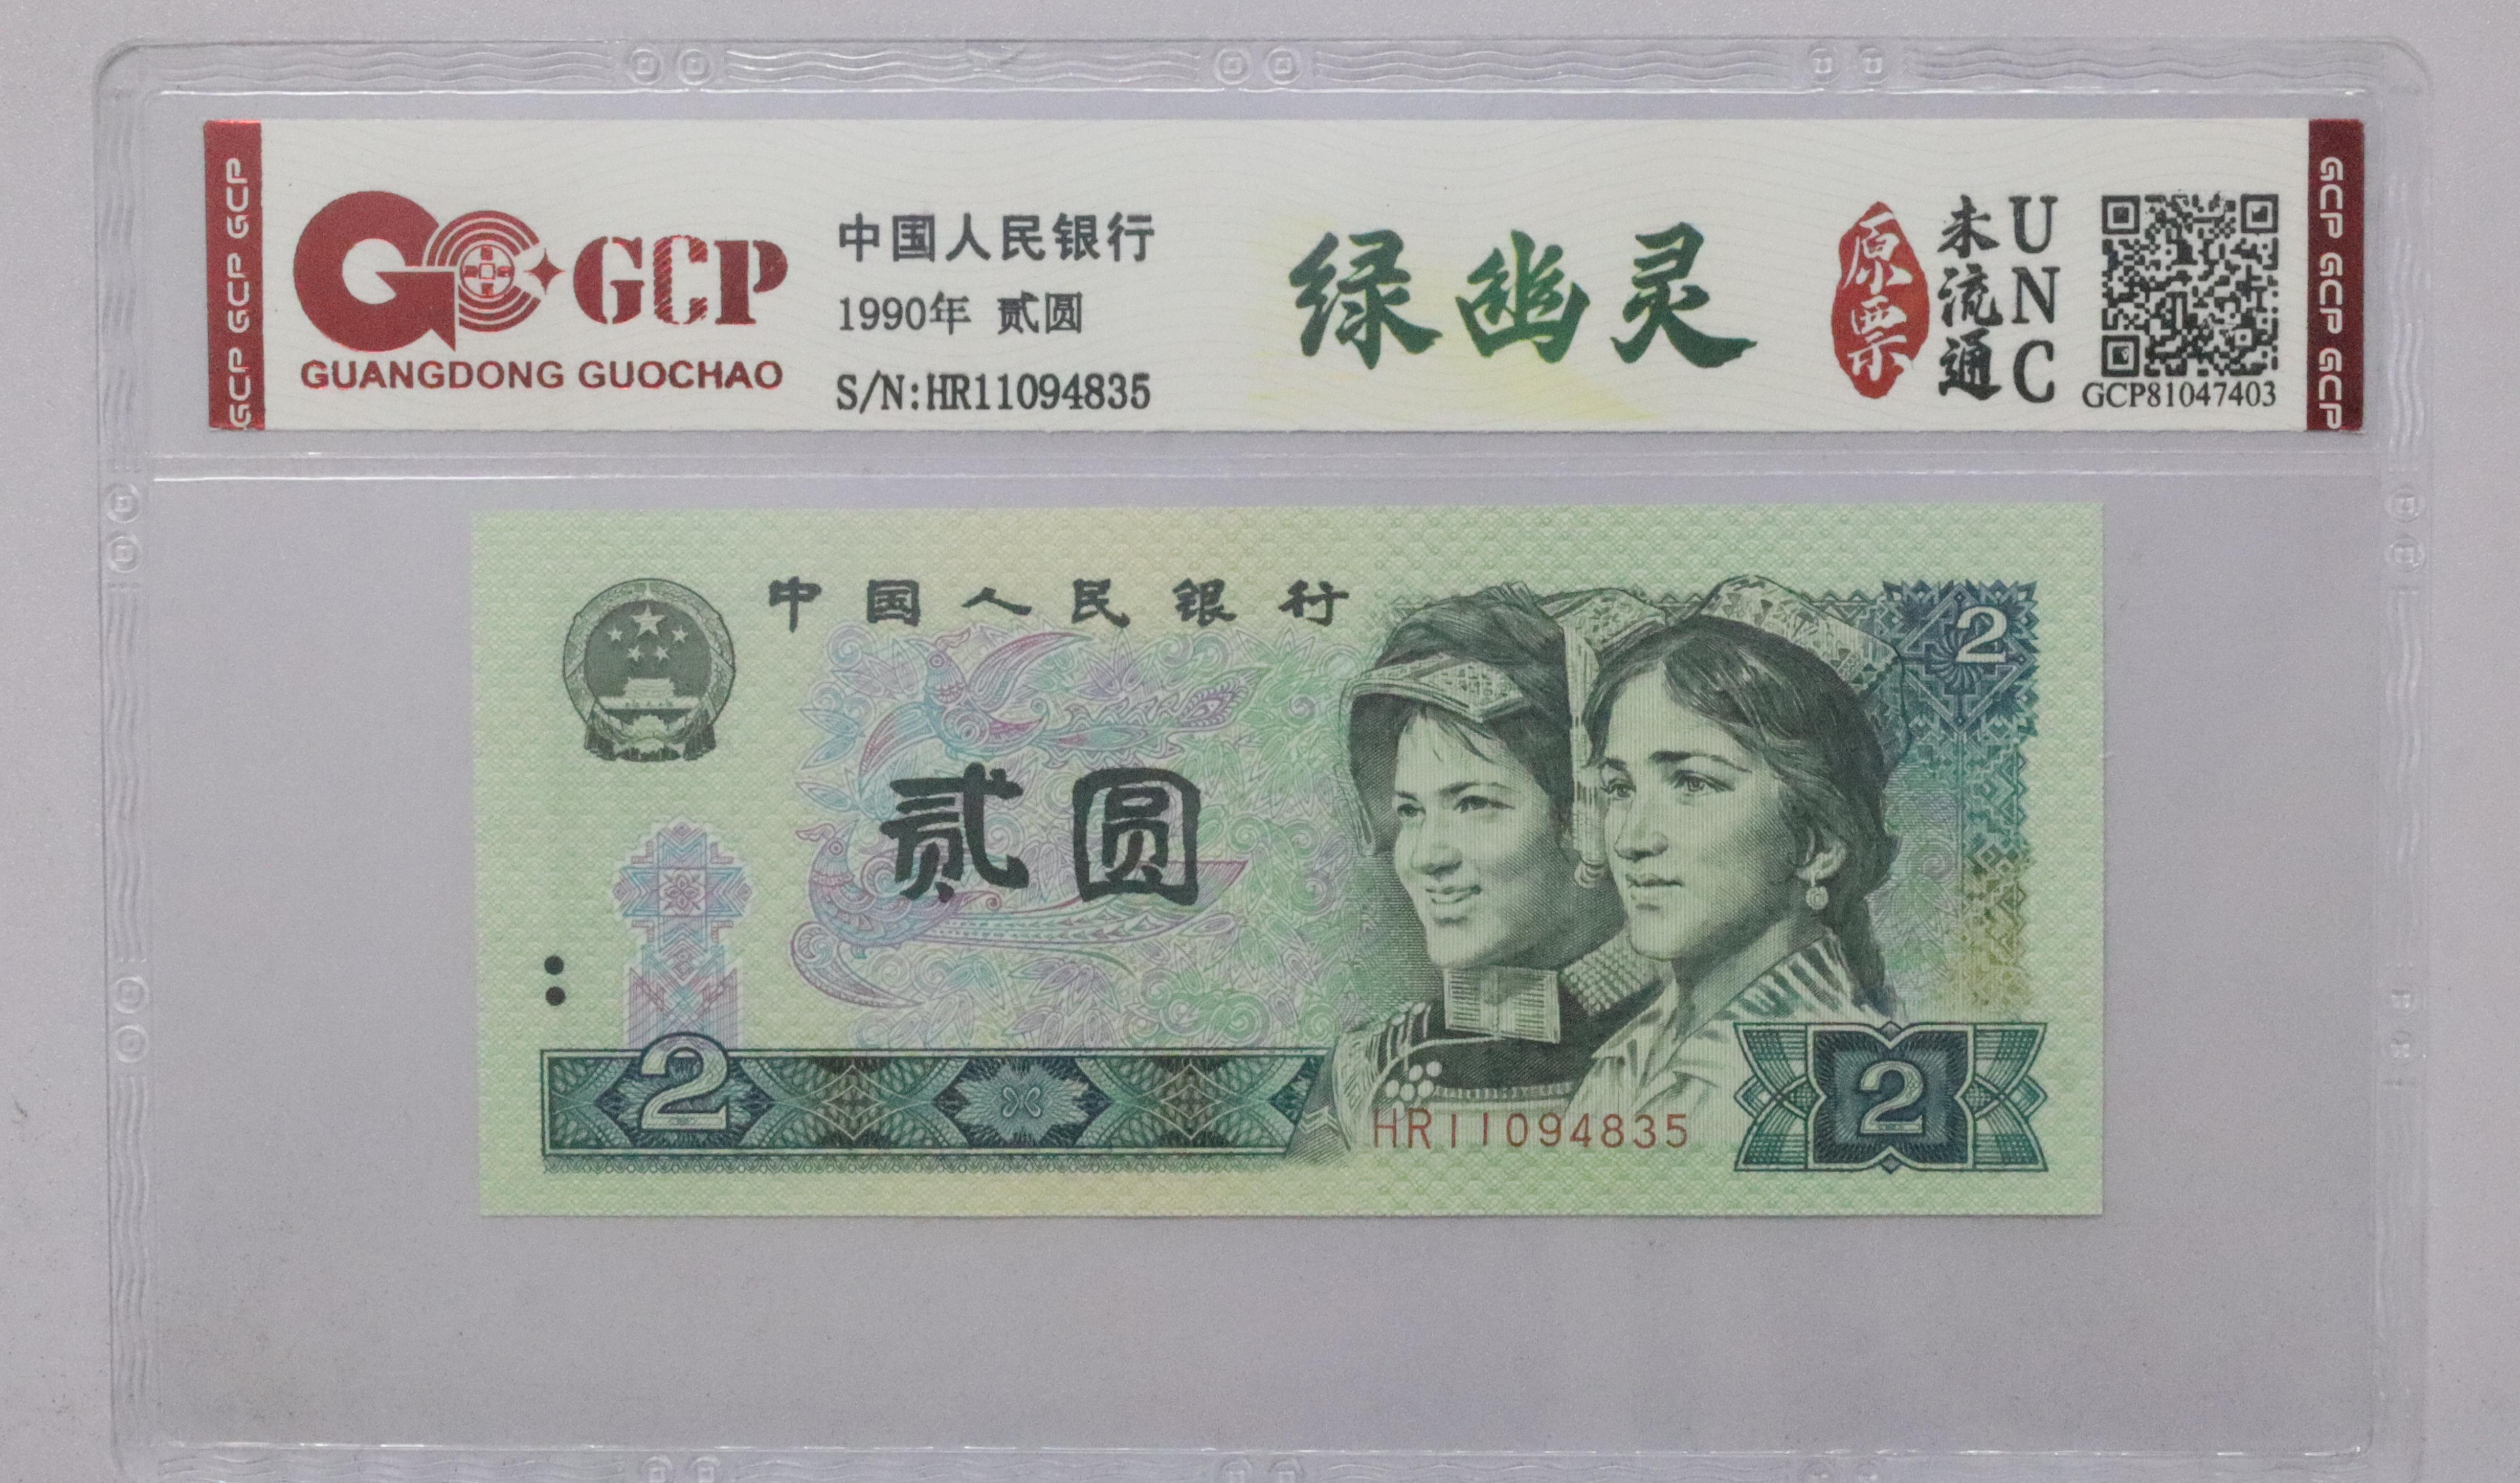 GCP GCP GCP
GCP
GUANGDONG GUOCHAO
中国人民银行
1990年 贰圆
S/N:HR11094835
绿幽灵
原票
未流通
UNC
GCP81047403
GCP GCP GCP
中国人民银行
2
贰圆
2
HR11094835
2